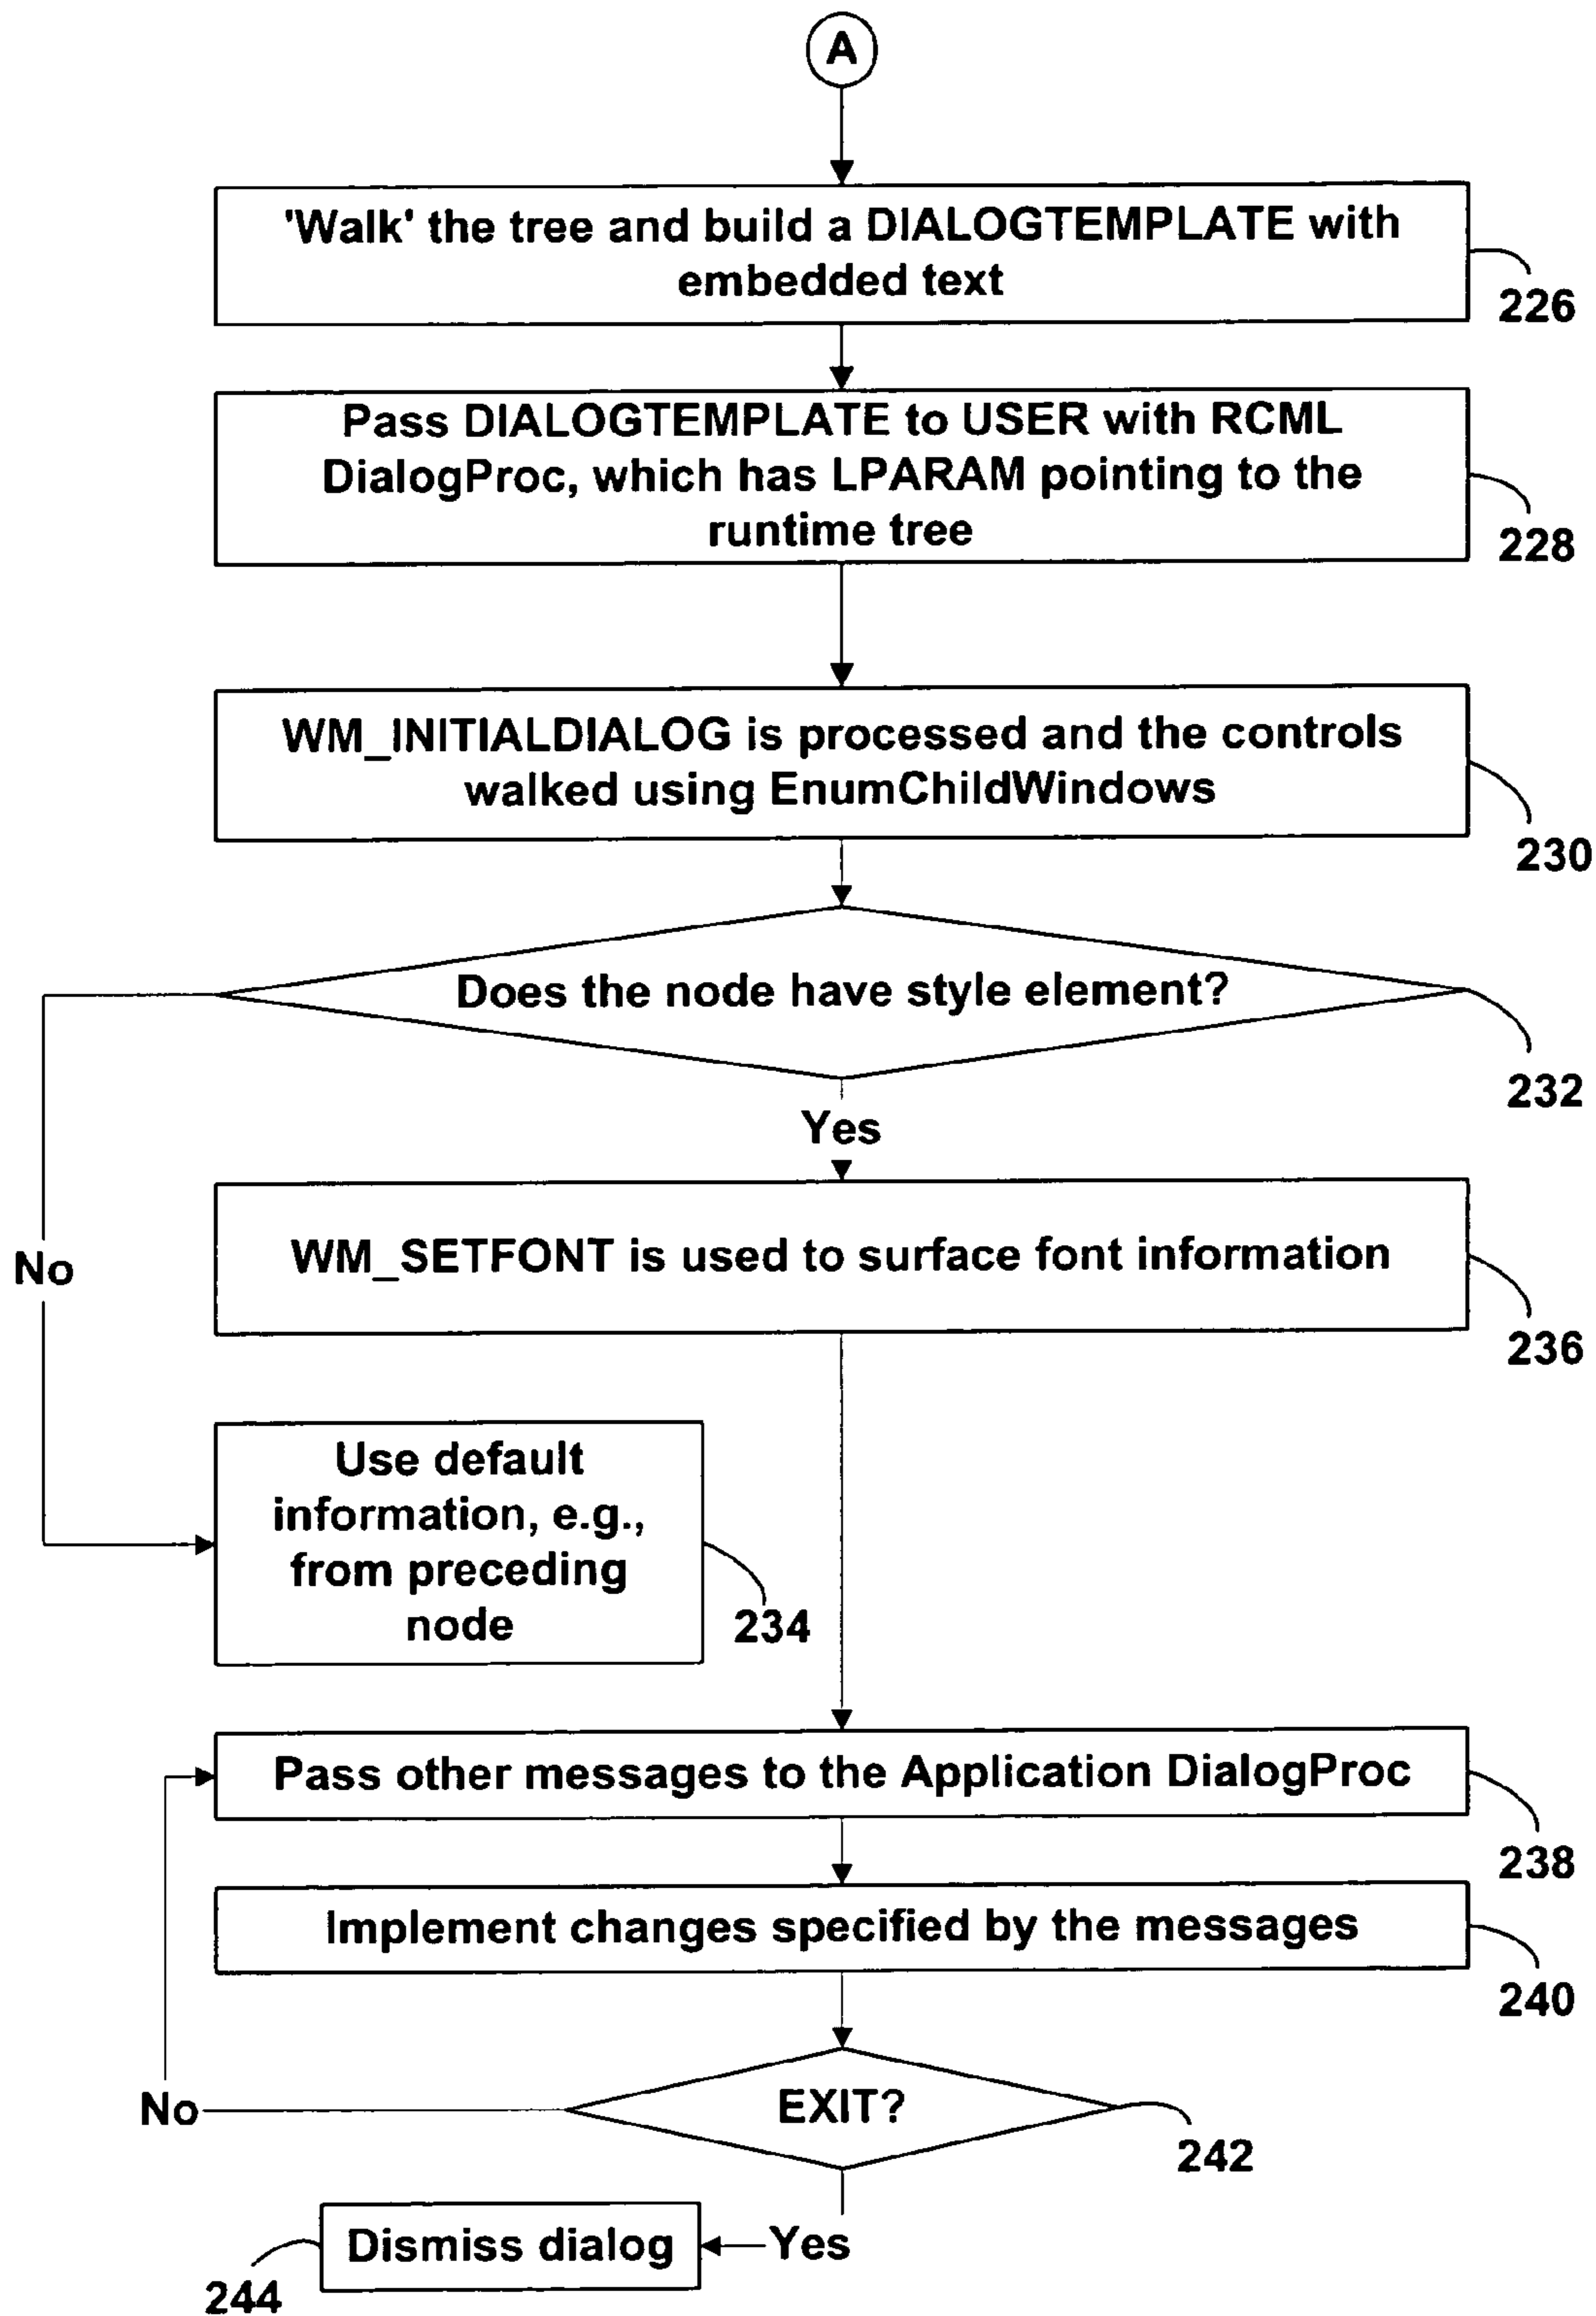 A
'Walk' the tree and build a DIALOGTEMPLATE with
embedded text
226
Pass DIALOGTEMPLATE to USER with RCML
DialogProc, which has LPARAM pointing to the
runtime tree
228
WM_INITIALDIALOG is processed and the controls
walked using EnumChildWindows
230
Does the node have style element?
232
Yes
No
WM_SETFONT is used to surface font information
236
Use default
information, e.g.,
from preceding
node
234
Pass other messages to the Application DialogProc
238
Implement changes specified by the messages
240
EXIT?
No
242
Yes
Dismiss dialog
244